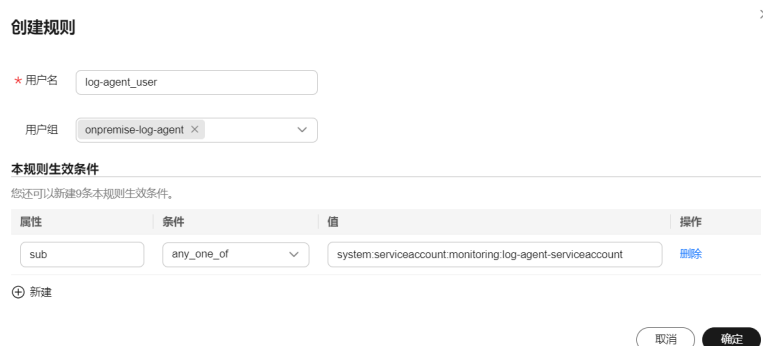 创建规则
* 用户名 log-agent_user
用户组 onpremise-log-agent ×
本规则生效条件
您还可以新建9条本规则生效条件。
属性 条件 值 操作
sub any_one_of system:serviceaccount:monitoring:log-agent-serviceaccount 删除
新建
取消 确定